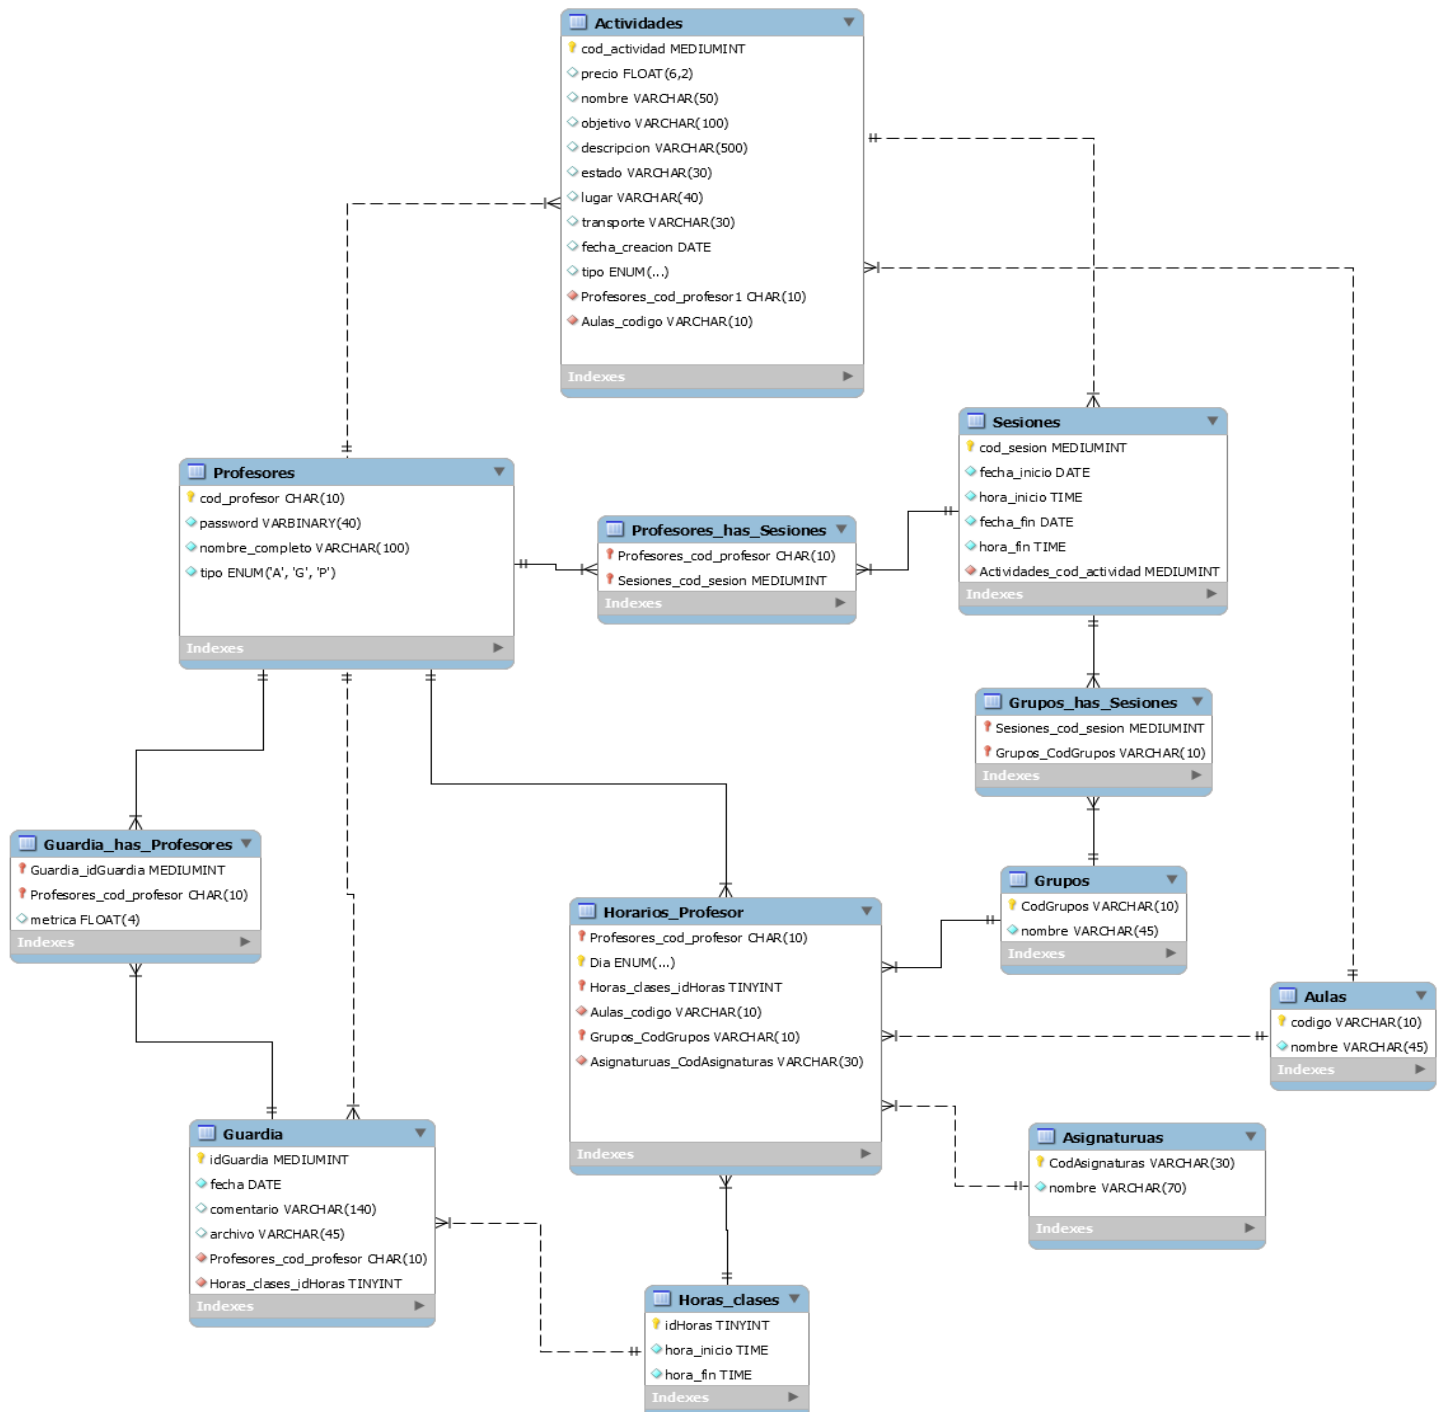 Actividades
cod_actividad MEDIUMINT
precio FLOAT(6,2)
nombre VARCHAR(50)
objetivo VARCHAR(100)
descripcion VARCHAR(500)
estado VARCHAR(30)
lugar VARCHAR(40)
transporte VARCHAR(30)
fecha_creacion DATE
tipo ENUM(...)
Profesores_cod_profesor1 CHAR(10)
Aulas_codigo VARCHAR(10)
Indexes
Sesiones
cod_sesion MEDIUMINT
fecha_inicio DATE
hora_inicio TIME
fecha_fin DATE
hora_fin TIME
Actividades_cod_actividad MEDIUMINT
Indexes
Profesores
cod_profesor CHAR(10)
password VARBINARY(40)
nombre_completo VARCHAR(100)
tipo ENUM('A', 'G', 'P')
Indexes
Profesores_has_Sesiones
Profesores_cod_profesor CHAR(10)
Sesiones_cod_sesion MEDIUMINT
Indexes
Grupos_has_Sesiones
Sesiones_cod_sesion MEDIUMINT
Grupos_CodGrupos VARCHAR(10)
Indexes
Guardia_has_Profesores
Guardia_idGuardia MEDIUMINT
Profesores_cod_profesor CHAR(10)
metrica FLOAT(4)
Indexes
Horarios_Profesor
Profesores_cod_profesor CHAR(10)
Dia ENUM(...)
Horas_clases_idHoras TINYINT
Aulas_codigo VARCHAR(10)
Grupos_CodGrupos VARCHAR(10)
Asignaturuas_CodAsignaturas VARCHAR(30)
Indexes
Grupos
CodGrupos VARCHAR(10)
nombre VARCHAR(45)
Indexes
Aulas
codigo VARCHAR(10)
nombre VARCHAR(45)
Indexes
Guardia
idGuardia MEDIUMINT
fecha DATE
comentario VARCHAR(140)
archivo VARCHAR(45)
Profesores_cod_profesor CHAR(10)
Horas_clases_idHoras TINYINT
Indexes
Asignaturuas
CodAsignaturas VARCHAR(30)
nombre VARCHAR(70)
Indexes
Horas_clases
idHoras TINYINT
hora_inicio TIME
hora_fin TIME
Indexes